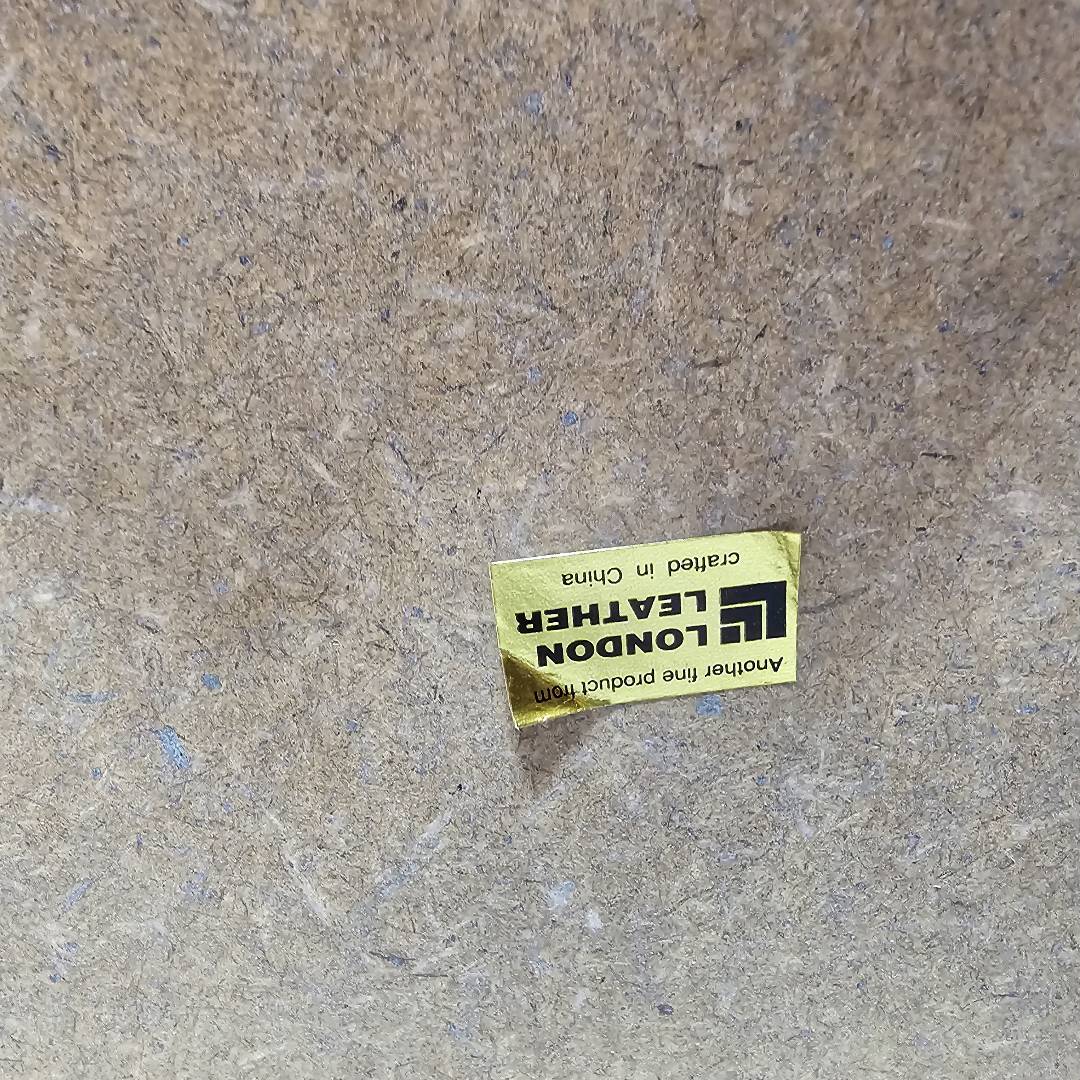 Another fine product from
LONDON
LEATHER
crafted in China